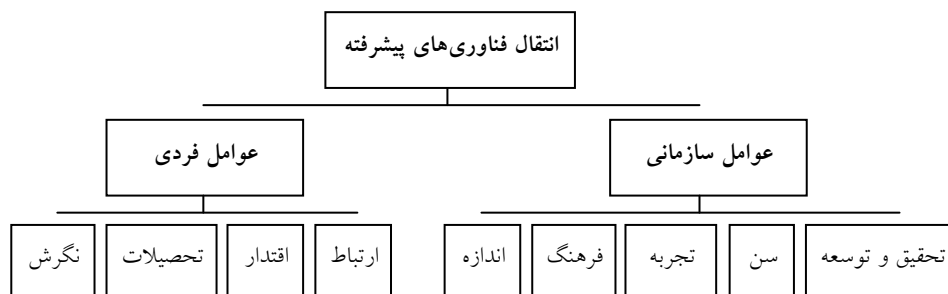 انتقال فناوری‌های پیشرفته
عوامل سازمانی
عوامل فردی
تحقیق و توسعه
سن
تجربه
فرهنگ
اندازه
ارتباط
اقتدار
تحصیلات
نگرش